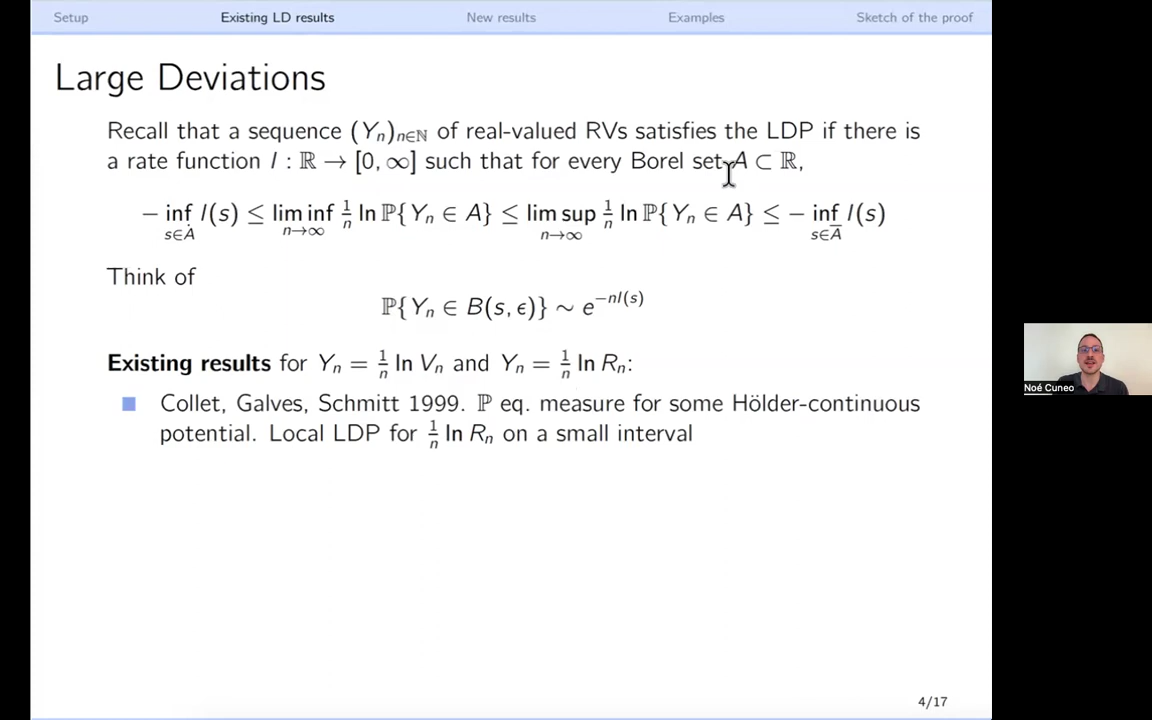 Setup Existing LD results New results Examples Sketch of the proof
Large Deviations
Recall that a sequence (Yₙ)ₙ∈ℕ of real-valued RVs satisfies the LDP if there is
a rate function I : ℝ → [0, ∞] such that for every Borel set A ⊂ ℝ,
− inf_{s∈Å} I(s) ≤ lim inf_{n→∞} 1/n ln ℙ{Yₙ ∈ A} ≤ lim sup_{n→∞} 1/n ln ℙ{Yₙ ∈ A} ≤ − inf_{s∈A̅} I(s)
Think of
ℙ{Yₙ ∈ B(s, ϵ)} ∼ e^{−nI(s)}
Existing results for Yₙ = 1/n ln Vₙ and Yₙ = 1/n ln Rₙ:
Collet, Galves, Schmitt 1999. ℙ eq. measure for some Hölder-continuous
potential. Local LDP for 1/n ln Rₙ on a small interval
Noé Cuneo
4/17